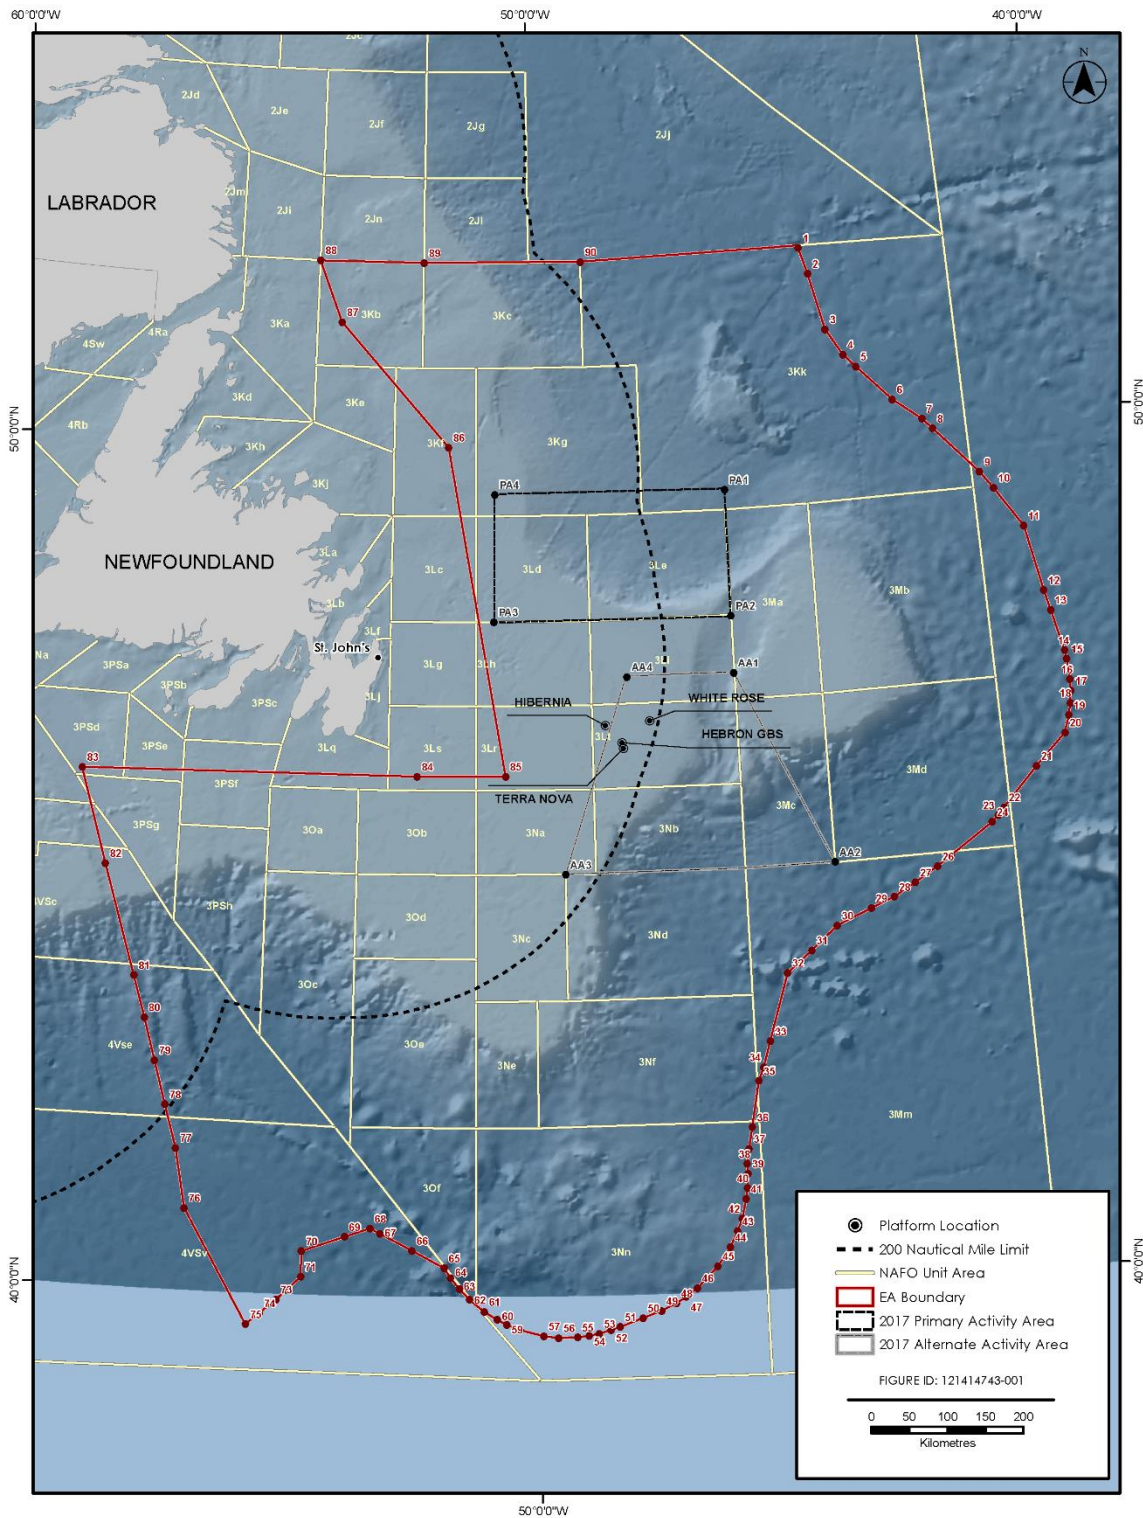 60°0'0"W
50°0'0"W
40°0'0"W
N
2Jc
2Jd
2Je
2Jf
2Jg
2Jj
2Jm
2Ji
2Jn
2Jl
LABRADOR
88
89
90
1
2
87
3Kb
3Kc
3Ka
3
4
5
3Kk
4Ra
4Sw
3Kd
3Ke
6
7
8
4Rb
3Kh
86
3Kg
50°0'0"N
50°0'0"N
9
10
3Kj
PA4
PA1
11
3La
3Lc
3Ld
3Le
NEWFOUNDLAND
12
13
3Lb
3Ma
3Mb
PA3
PA2
3Lf
14
15
St. John's
3PSa
3Lg
3Lh
16
17
AA4
AA1
3PSb
3PSc
3Lj
18
19
20
HIBERNIA
WHITE ROSE
3PSd
3PSe
3Lq
3Ls
3Lr
3Lt
HEBRON GBS
21
83
84
85
3PSf
3Md
TERRA NOVA
22
23
24
3Mc
3PSg
3Oa
3Ob
3Na
3Nb
82
AA3
AA2
26
27
28
29
4VSc
3PSh
3Od
3Nc
3Nd
30
31
32
81
3Oc
80
4Vse
79
3Oe
3Ne
3Nf
33
34
35
78
77
36
3Mm
37
38
39
40
41
76
3Of
42
43
44
45
4VSv
70
69
68
67
66
3Nn
71
65
64
63
46
73
74
75
62
61
60
59
57
56
55
54
53
52
51
50
49
48
47
40°0'0"N
40°0'0"N
Platform Location
200 Nautical Mile Limit
NAFO Unit Area
EA Boundary
2017 Primary Activity Area
2017 Alternate Activity Area
FIGURE ID: 121414743-001
0 50 100 150 200
Kilometres
50°0'0"W